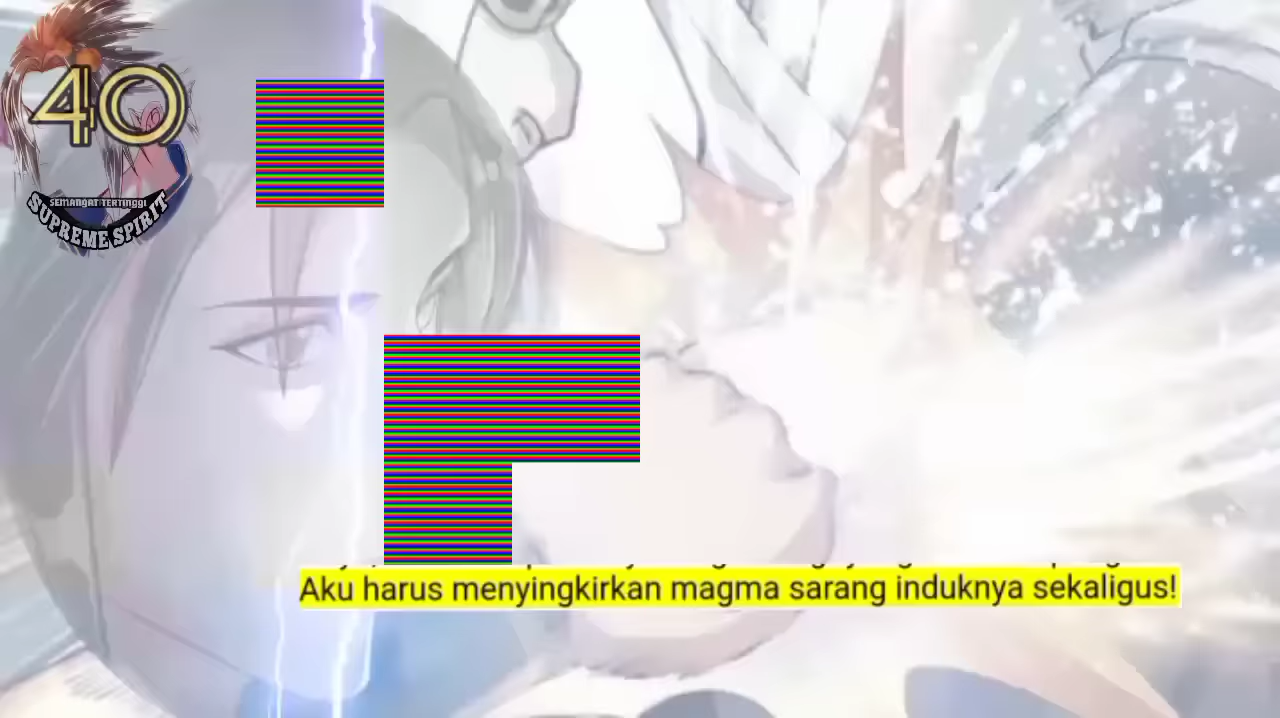 40
SEMANGAT TERTINGGI
SUPREME SPIRIT
Aku harus menyingkirkan magma sarang induknya sekaligus!